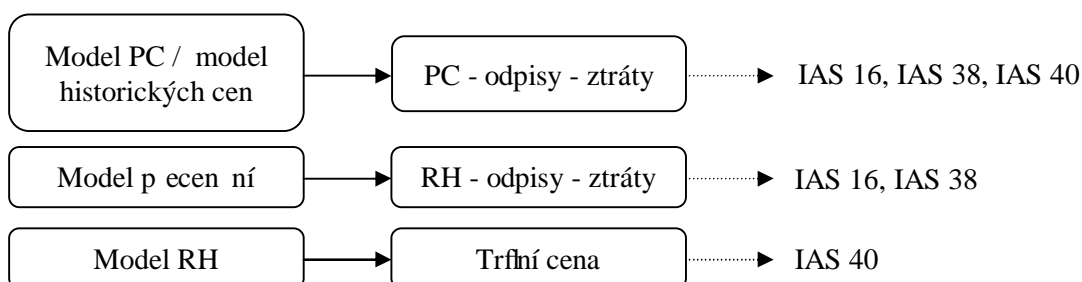 Model PC / model
historických cen
PC - odpisy - ztráty
IAS 16, IAS 38, IAS 40
Model p ecen ní
RH - odpisy - ztráty
IAS 16, IAS 38
Model RH
Trflní cena
IAS 40